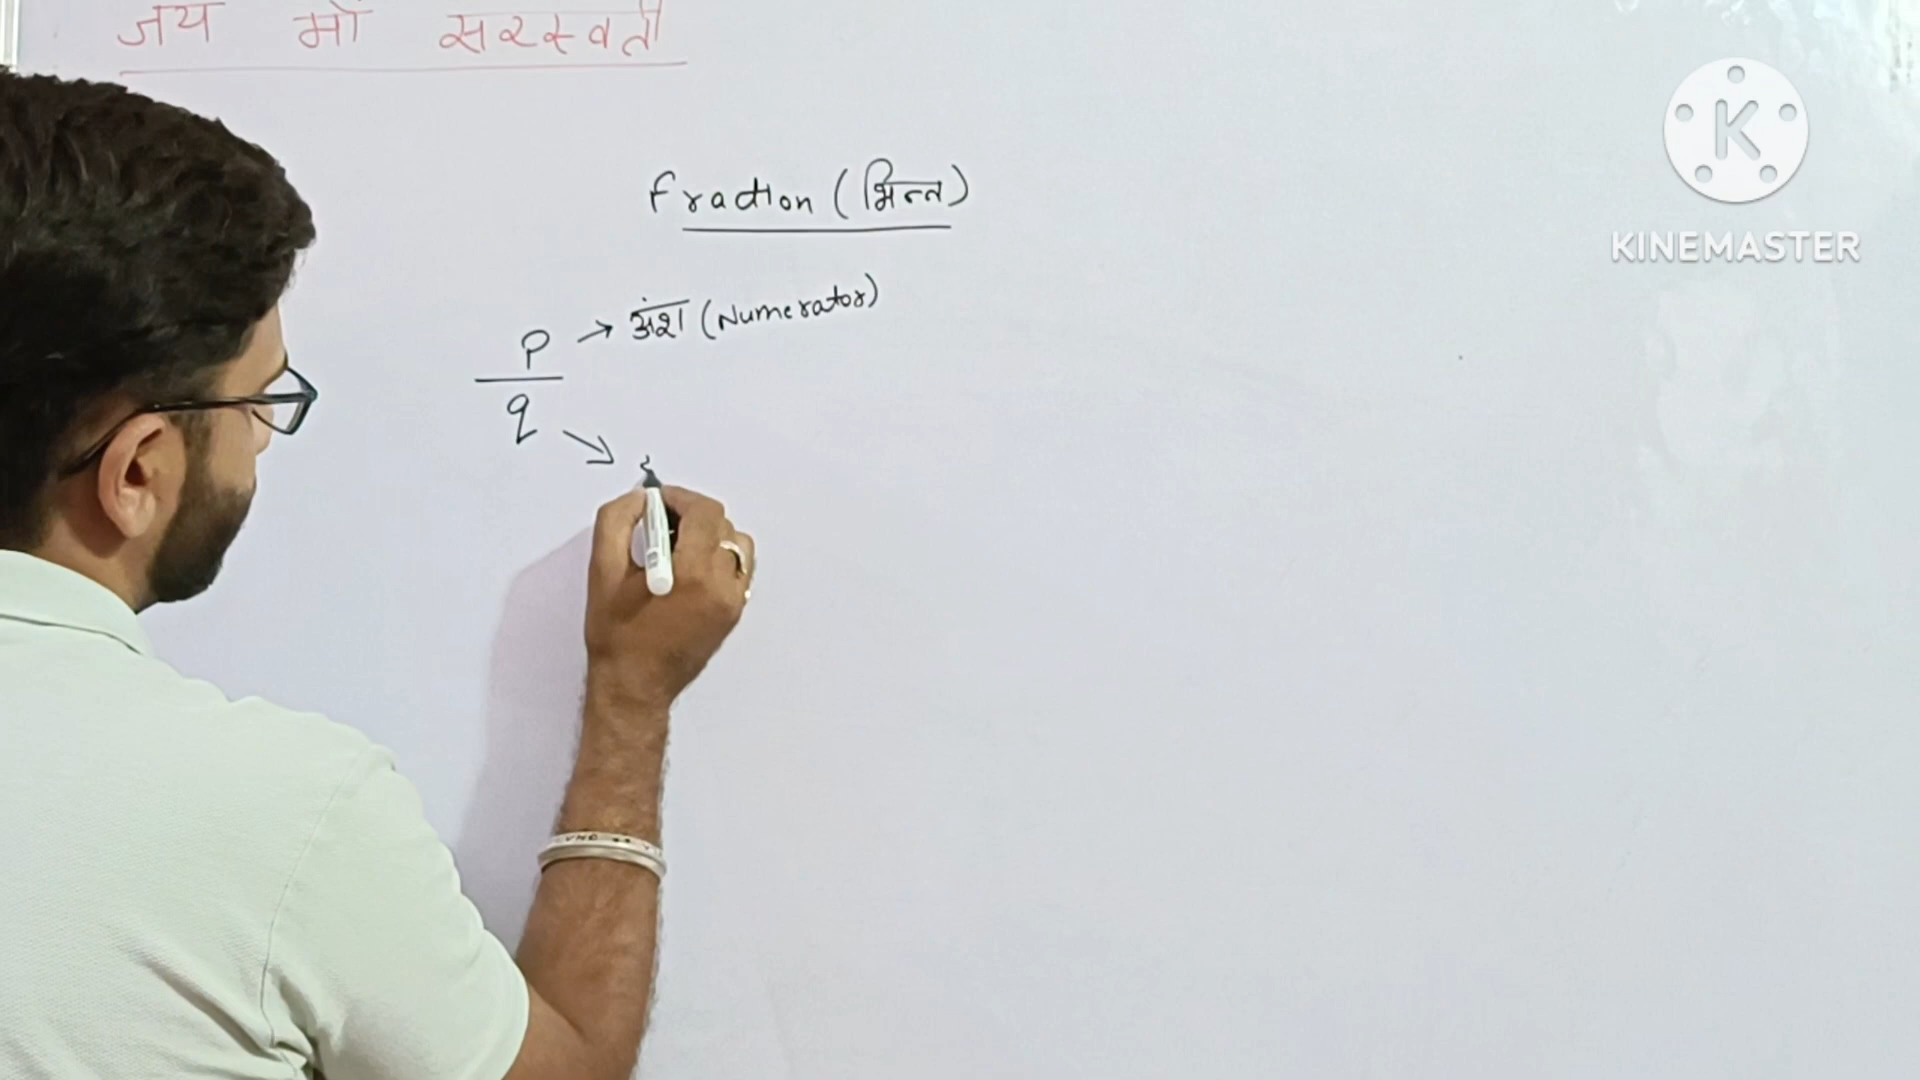 जय माँ सरस्वती
K
KINEMASTER
Fraction (भिन्न)
P → अंश (Numerator)
q